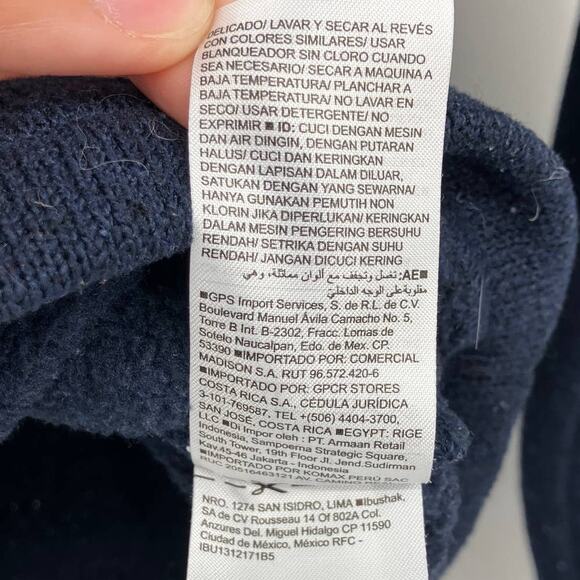 DELICADO/ LAVAR Y SECAR AL REVÉS
CON COLORES SIMILARES/ USAR
BLANQUEADOR SIN CLORO CUANDO
SEA NECESARIO/ SECAR A MAQUINA A
BAJA TEMPERATURA/ PLANCHAR A
BAJA TEMPERATURA/ NO LAVAR EN
SECO/ USAR DETERGENTE/ NO
EXPRIMIR ■ ID: CUCI DENGAN MESIN
DAN AIR DINGIN, DENGAN PUTARAN
HALUS/ CUCI DAN KERINGKAN
DENGAN LAPISAN DALAM DILUAR,
SATUKAN DENGAN YANG SEWARNA/
HANYA GUNAKAN PEMUTIH NON
KLORIN JIKA DIPERLUKAN/ KERINGKAN
DALAM MESIN PENGERING BERSUHU
RENDAH/ SETRIKA DENGAN SUHU
RENDAH/ JANGAN DICUCI KERING
■AE: تغسل وتجفف مع ألوان مماثلة، وهي
مقلوبة على الوجه الداخلي
■GPS Import Services, S. de R.L. de C.V.
Boulevard Manuel Ávila Camacho No. 5,
Torre B Int. B-2302, Fracc. Lomas de
Sotelo Naucalpan, Edo. de Mex. CP.
53390 ■IMPORTADO POR: COMERCIAL
MADISON S.A. RUT 96.572.420-6
■IMPORTADO POR: GPCR STORES
COSTA RICA S.A., CÉDULA JURÍDICA
3-101-769587, TEL +(506) 4404-3700,
SAN JOSÉ, COSTA RICA ■EGYPT: RIGE
LLC ■Di Impor oleh : PT. Armaan Retail
Indonesia, Sampoerna Strategic Square,
South Tower, 19th Floor Jl. Jend.Sudirman
Kav.45-46 Jakarta - Indonesia
■IMPORTADO POR KOMAX PERÚ SAC
RUC 20516463121 AV. CAMINO REAL
NRO. 1274 SAN ISIDRO, LIMA ■Ibushak,
SA de CV Rousseau 14 Of 802A Col.
Anzures Del. Miguel Hidalgo CP 11590
Ciudad de México, México RFC -
IBU1312171B5